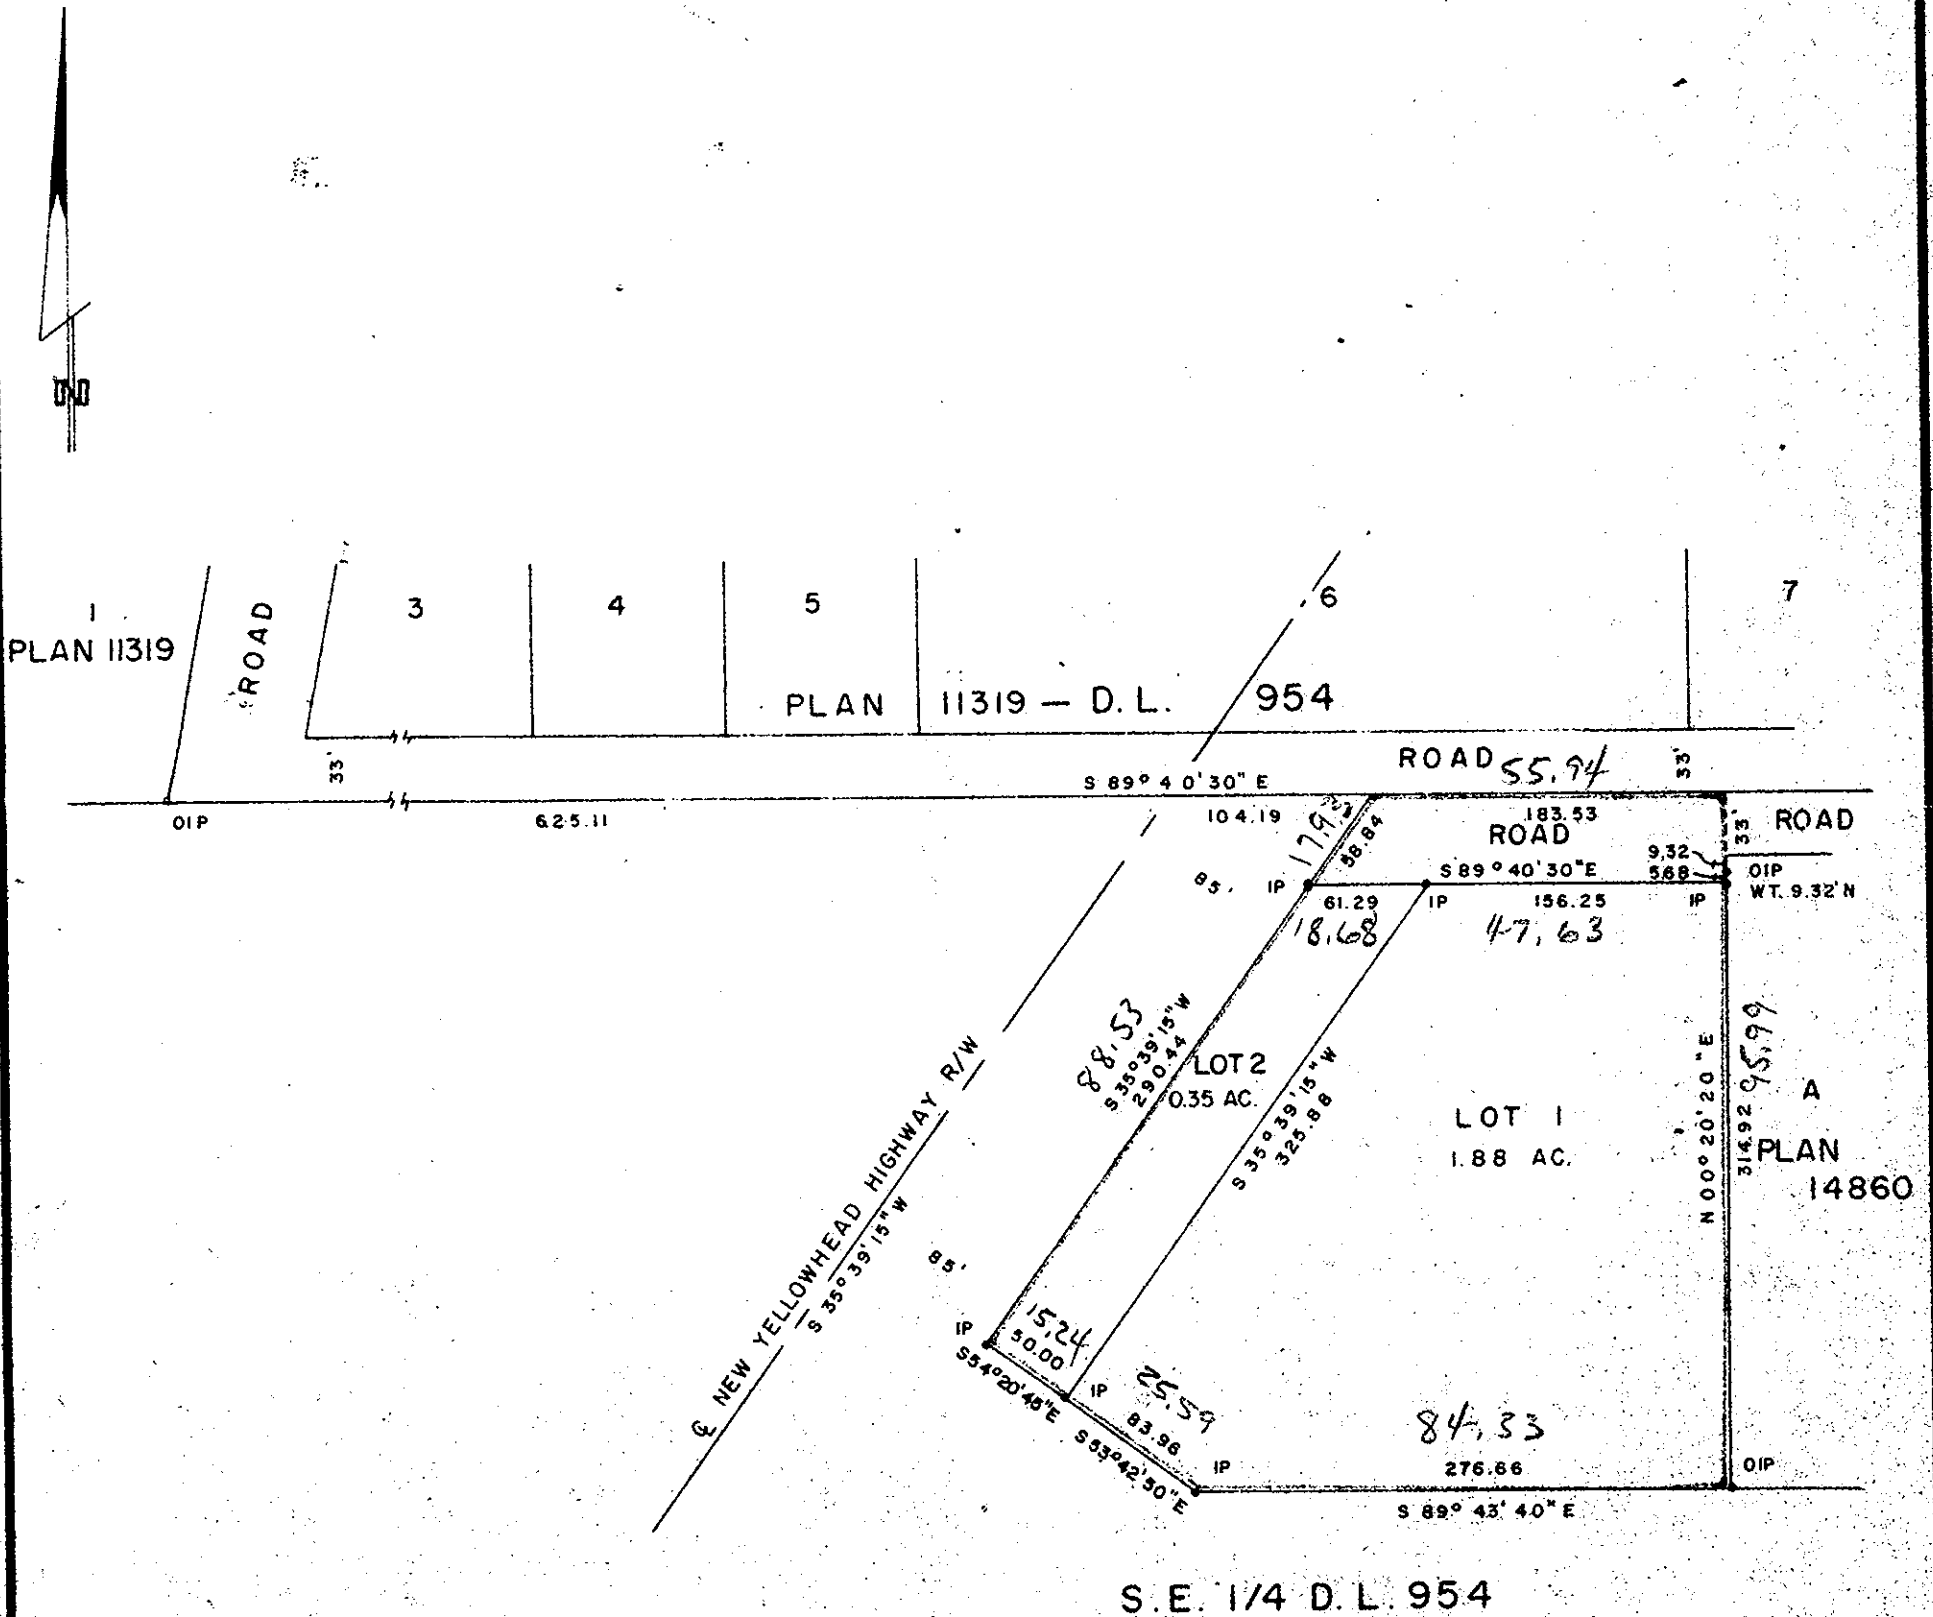 1
PLAN 11319
ROAD
3
4
5
6
7
PLAN 11319 — D. L. 954
33'
ROAD
55.94
33'
S 89° 40' 30" E
OIP
625.11
104.19
17.93
58.84
183.53
ROAD
33'
ROAD
S 89° 40' 30" E
9.32
5.68
OIP
WT. 9.32' N
85'
IP
61.29
IP
156.25
IP
18.68
47.63
88.53
S 35° 39' 15" W
290.44
LOT 2
0.35 AC.
S 35° 39' 15" W
325.88
LOT 1
1.88 AC.
N 00° 20' 20" E
314.92
95.99
A
PLAN
14860
℄ NEW YELLOWHEAD HIGHWAY R/W
S 35° 39' 15" W
85'
IP
15.24
50.00
S 54° 20' 45" E
IP
25.59
83.96
S 53° 42' 50" E
IP
84.33
276.66
OIP
S 89° 43' 40" E
S.E. 1/4 D. L. 954